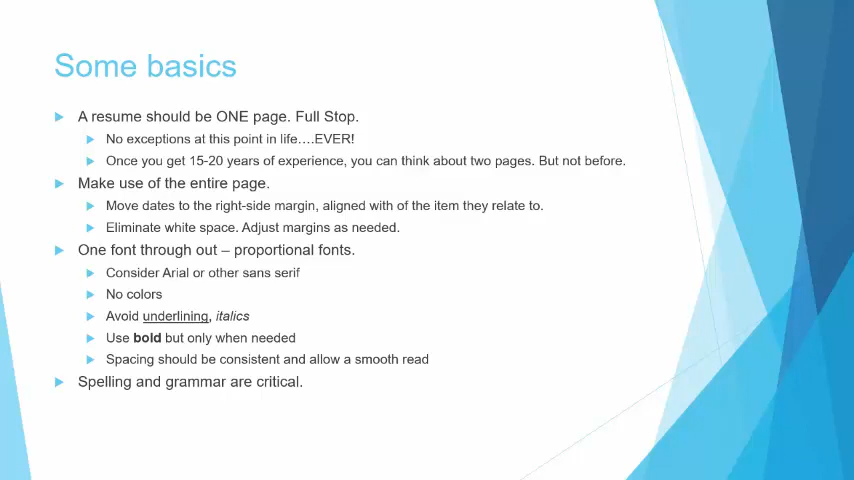 Some basics
A resume should be ONE page. Full Stop.
No exceptions at this point in life….EVER!
Once you get 15-20 years of experience, you can think about two pages. But not before.
Make use of the entire page.
Move dates to the right-side margin, aligned with of the item they relate to.
Eliminate white space. Adjust margins as needed.
One font through out – proportional fonts.
Consider Arial or other sans serif
No colors
Avoid underlining, italics
Use bold but only when needed
Spacing should be consistent and allow a smooth read
Spelling and grammar are critical.